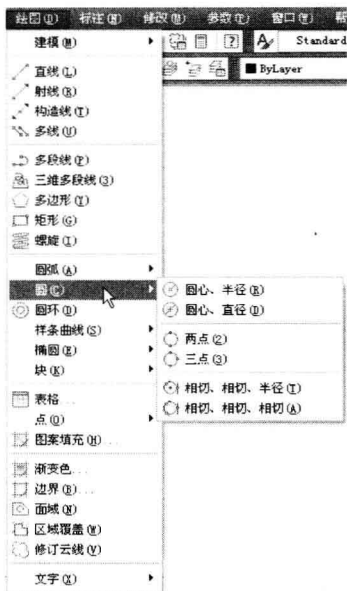 绘图(D) 标注(N) 修改(M) 参数(T) 窗口(W)
建模(M)
Standard
直线(L)
ByLayer
射线(R)
构造线(T)
多线(U)
多段线(P)
三维多段线(3)
多边形(Y)
矩形(G)
螺旋(I)
圆弧(A)
圆(C)
圆心、半径(R)
圆环(D)
圆心、直径(D)
样条曲线(S)
两点(2)
椭圆(E)
三点(3)
块(K)
相切、相切、半径(T)
表格...
相切、相切、相切(A)
点(O)
图案填充(H)...
渐变色...
边界(B)...
面域(N)
区域覆盖(W)
修订云线(V)
文字(X)